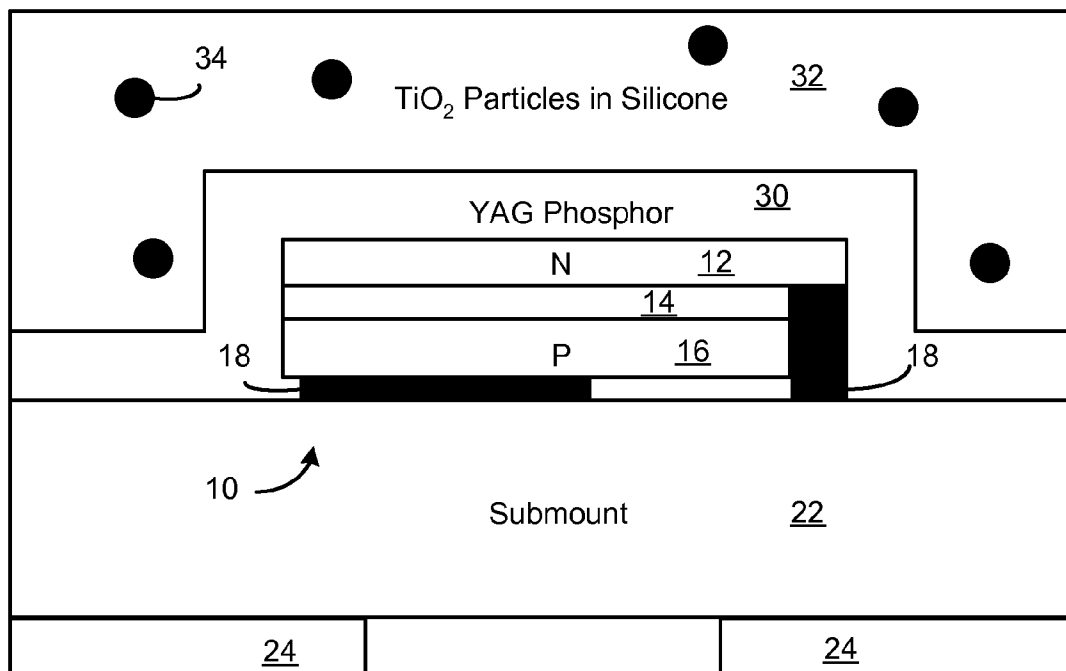 34
32
TiO₂ Particles in Silicone
30
YAG Phosphor
N 12
14
18 P 16 18
10
Submount 22
24 24